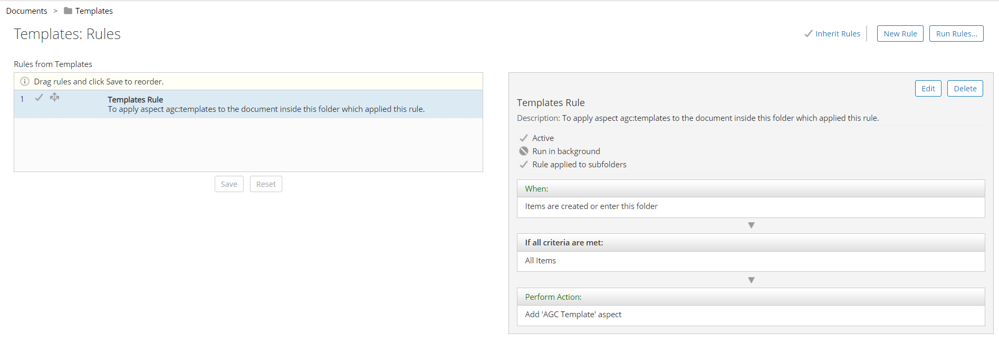 Documents > Templates
Templates: Rules
Inherit Rules
New Rule
Run Rules...
Rules from Templates
Drag rules and click Save to reorder.
1
Templates Rule
To apply aspect agc:templates to the document inside this folder which applied this rule.
Save
Reset
Edit
Delete
Templates Rule
Description: To apply aspect agc:templates to the document inside this folder which applied this rule.
Active
Run in background
Rule applied to subfolders
When:
Items are created or enter this folder
If all criteria are met:
All Items
Perform Action:
Add 'AGC Template' aspect